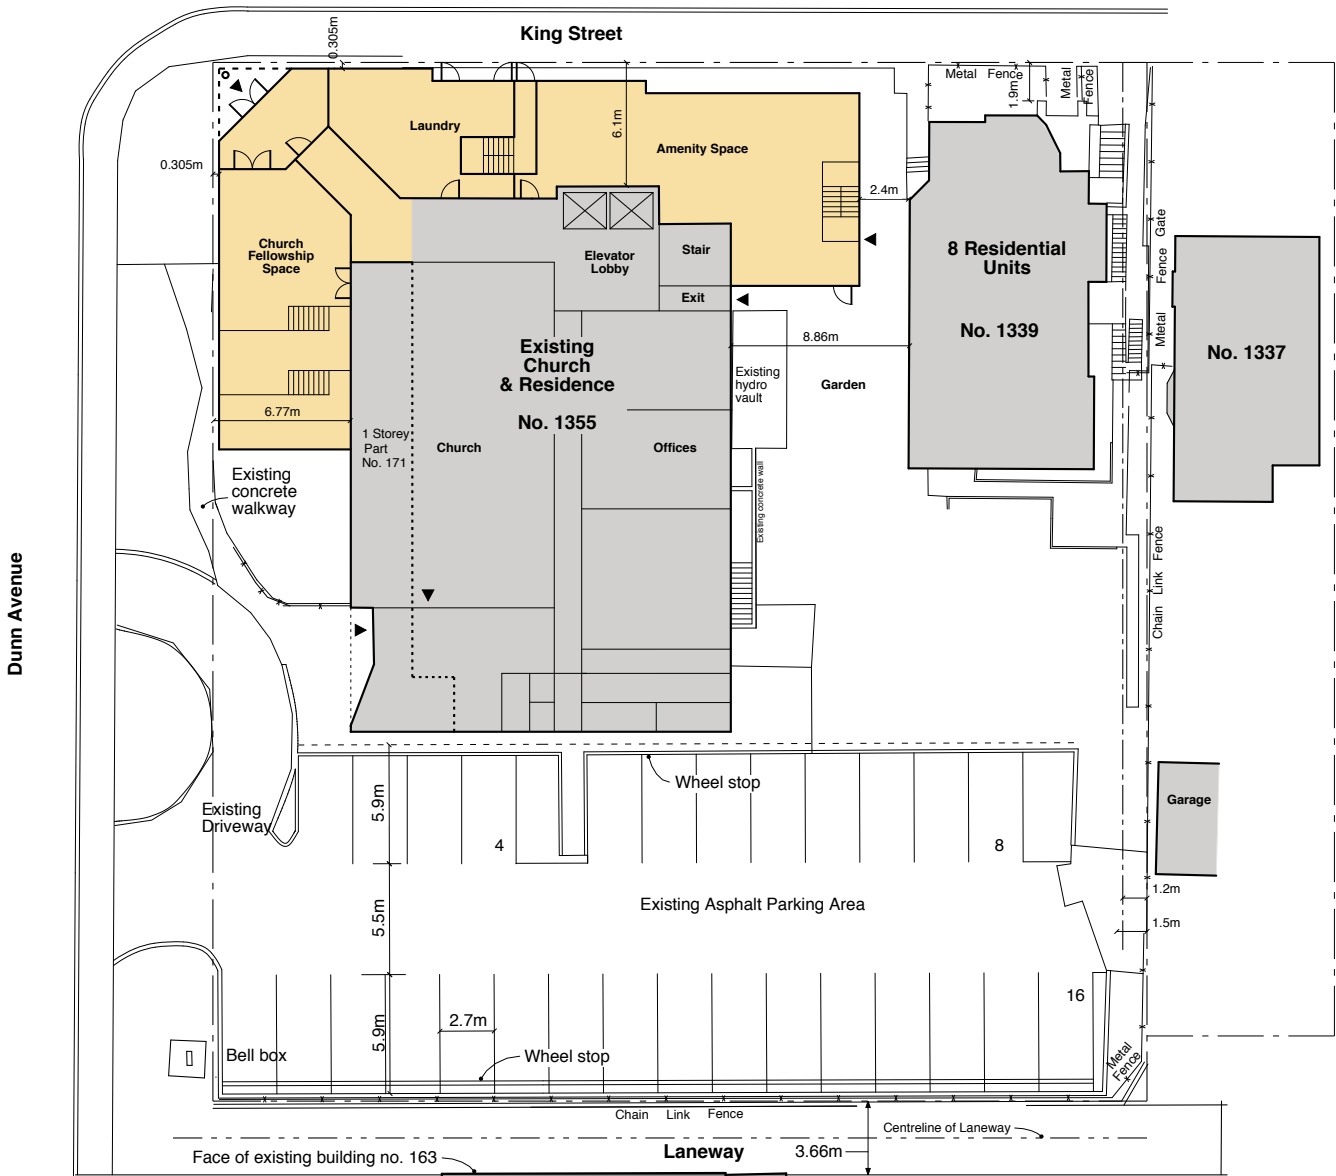 King Street
0.305m
Metal Fence
1.9m
Metal
Fence
Laundry
6.1m
Amenity Space
0.305m
2.4m
Church
Fellowship
Space
Elevator
Lobby
Stair
Exit
8 Residential
Units
No. 1339
Mtetal Fence Gate
No. 1337
8.86m
Existing
Church
& Residence
No. 1355
Existing
hydro
vault
Garden
6.77m
1 Storey
Part
No. 171
Church
Offices
Existing
concrete
walkway
Existing concrete wall
Chain Link Fence
Dunn Avenue
Wheel stop
Existing
Driveway
5.9m
4
8
Garage
Existing Asphalt Parking Area
5.5m
1.2m
1.5m
16
2.7m
5.9m
Bell box
Wheel stop
Metal
Fence
Chain Link Fence
Centreline of Laneway
Laneway
3.66m
Face of existing building no. 163